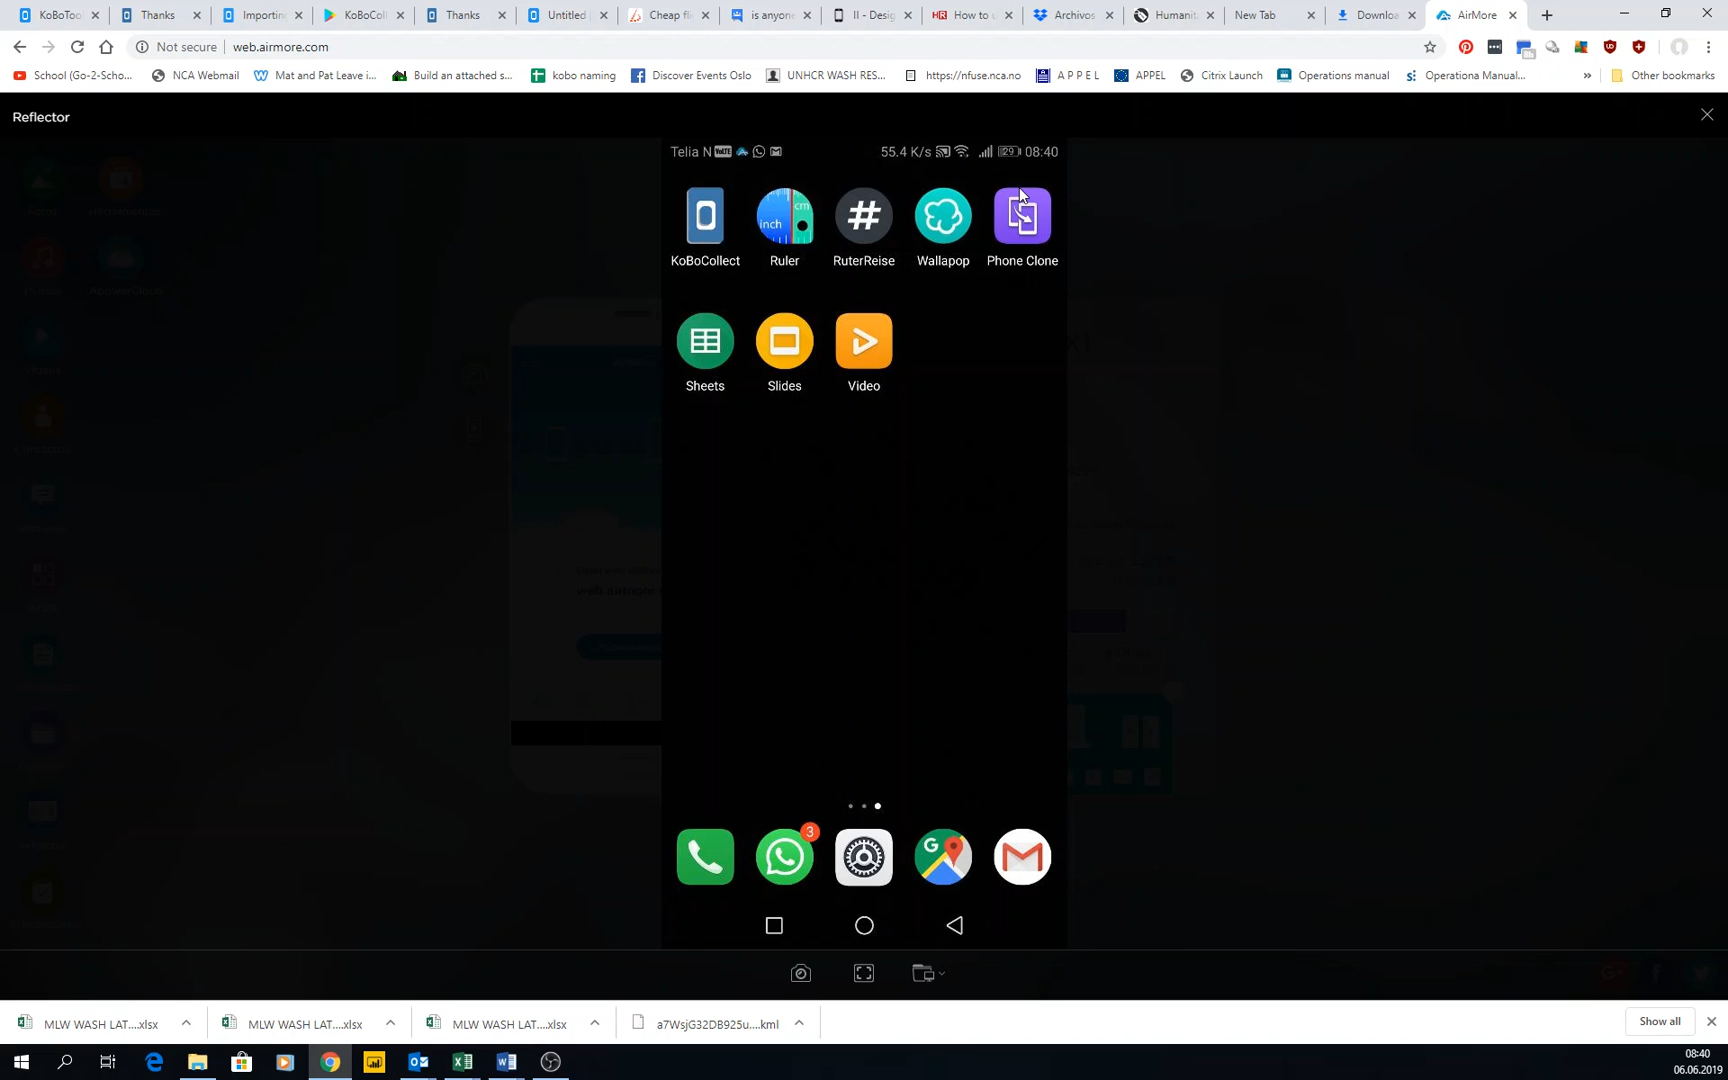 KoBoToo
Thanks
Importin
KoBoColl
Thanks
Untitled
Cheap fl
is anyone
II - Desig
How to u
Archivos
Humanit
New Tab
Downloa
AirMore
Not secure
web.airmore.com
School (Go-2-Scho...
NCA Webmail
Mat and Pat Leave i...
Build an attached s...
kobo naming
Discover Events Oslo
UNHCR WASH RES...
https://nfuse.nca.no
A P P E L
APPEL
Citrix Launch
Operations manual
Operationa Manual...
»
Other bookmarks
Reflector
Telia N VoLTE
55.4 K/s
29
08:40
inch
cm
#
KoBoCollect
Ruler
RuterReise
Wallapop
Phone Clone
Sheets
Slides
Video
3
G
MLW WASH LAT....xlsx
MLW WASH LAT....xlsx
MLW WASH LAT....xlsx
a7WsjG32DB925u....kml
Show all
08:40
06.06.2019